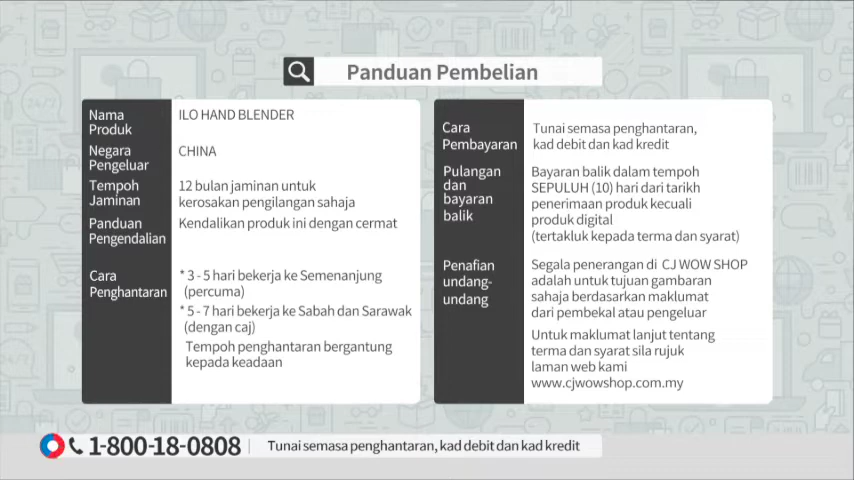 Panduan Pembelian
Nama
Produk
ILO HAND BLENDER
Negara
Pengeluar
CHINA
Tempoh
Jaminan
12 bulan jaminan untuk
kerosakan pengilangan sahaja
Panduan
Pengendalian
Kendalikan produk ini dengan cermat
Cara
Penghantaran
* 3 - 5 hari bekerja ke Semenanjung
(percuma)
* 5 - 7 hari bekerja ke Sabah dan Sarawak
(dengan caj)
Tempoh penghantaran bergantung
kepada keadaan
Cara
Pembayaran
Tunai semasa penghantaran,
kad debit dan kad kredit
Pulangan
dan
bayaran
balik
Bayaran balik dalam tempoh
SEPULUH (10) hari dari tarikh
penerimaan produk kecuali
produk digital
(tertakluk kepada terma dan syarat)
Penafian
undang-
undang
Segala penerangan di CJ WOW SHOP
adalah untuk tujuan gambaran
sahaja berdasarkan maklumat
dari pembekal atau pengeluar
Untuk maklumat lanjut tentang
terma dan syarat sila rujuk
laman web kami
www.cjwowshop.com.my
1-800-18-0808
Tunai semasa penghantaran, kad debit dan kad kredit